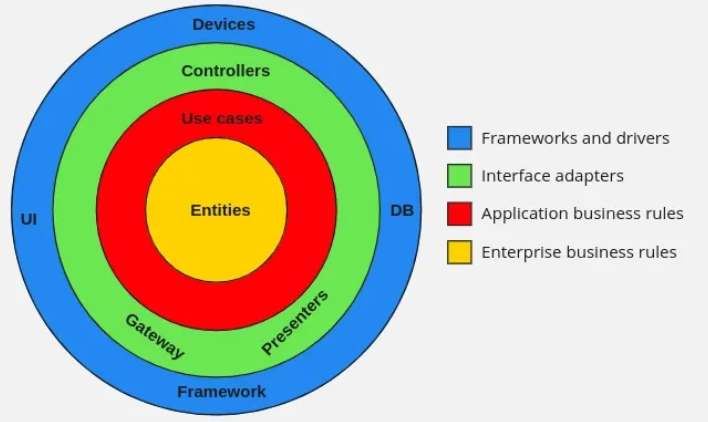 Devices
Controllers
Use cases
Entities
UI
DB
Gateway
Presenters
Framework
Frameworks and drivers
Interface adapters
Application business rules
Enterprise business rules